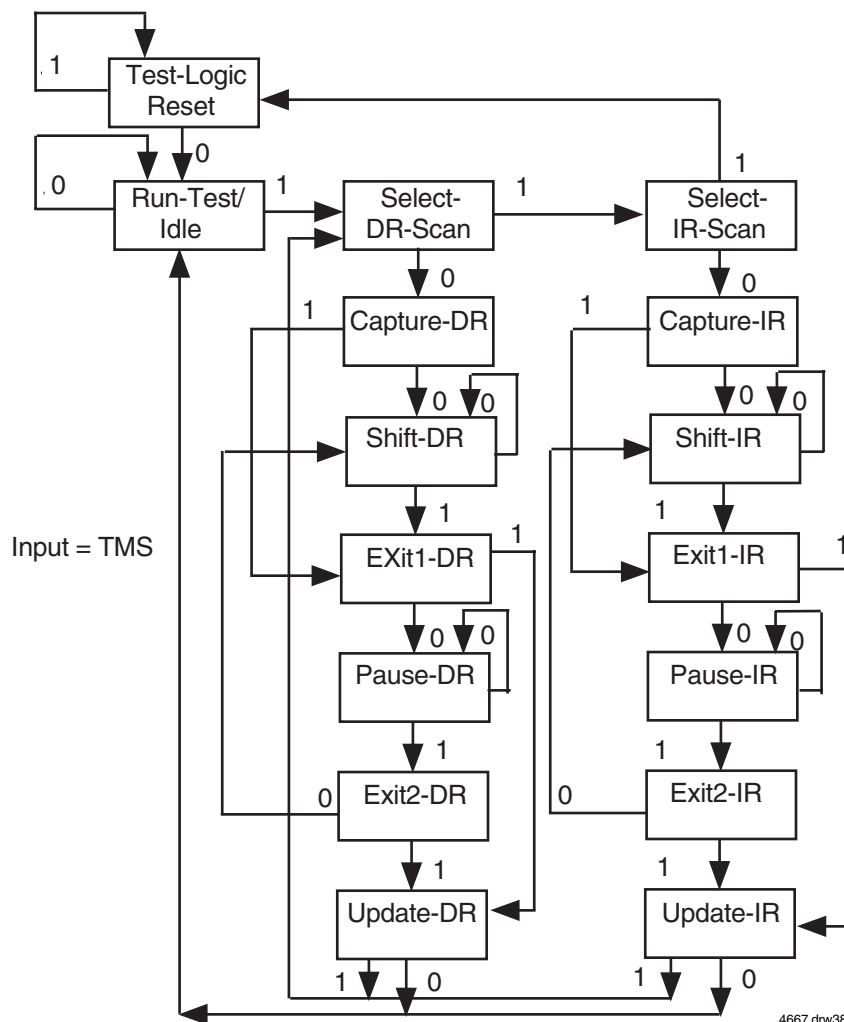 1
Test-Logic
Reset
0
1
0
Run-Test/
Idle
1
Select-
DR-Scan
1
Select-
IR-Scan
0
0
1
Capture-DR
1
Capture-IR
0
0
0
0
Shift-DR
Shift-IR
1
1
Input = TMS
EXit1-DR
1
Exit1-IR
1
0
0
0
0
Pause-DR
Pause-IR
1
1
0
Exit2-DR
0
Exit2-IR
1
1
Update-DR
Update-IR
1
0
1
0
4667 drw38